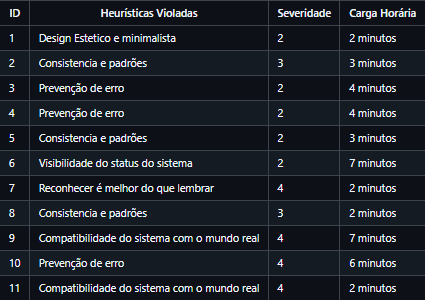 ID Heurísticas Violadas Severidade Carga Horária
1 Design Estetico e minimalista 2 2 minutos
2 Consistencia e padrões 3 3 minutos
3 Prevenção de erro 2 4 minutos
4 Prevenção de erro 2 4 minutos
5 Consistencia e padrões 2 3 minutos
6 Visibilidade do status do sistema 2 7 minutos
7 Reconhecer é melhor do que lembrar 4 2 minutos
8 Consistencia e padrões 3 2 minutos
9 Compatibilidade do sistema com o mundo real 4 7 minutos
10 Prevenção de erro 4 6 minutos
11 Compatibilidade do sistema com o mundo real 4 2 minutos